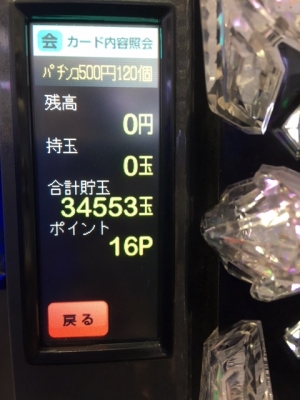 会 カード内容照会
パチンコ500円120個
残高
0円
持玉
0玉
合計貯玉
34553玉
ポイント
16P
戻る